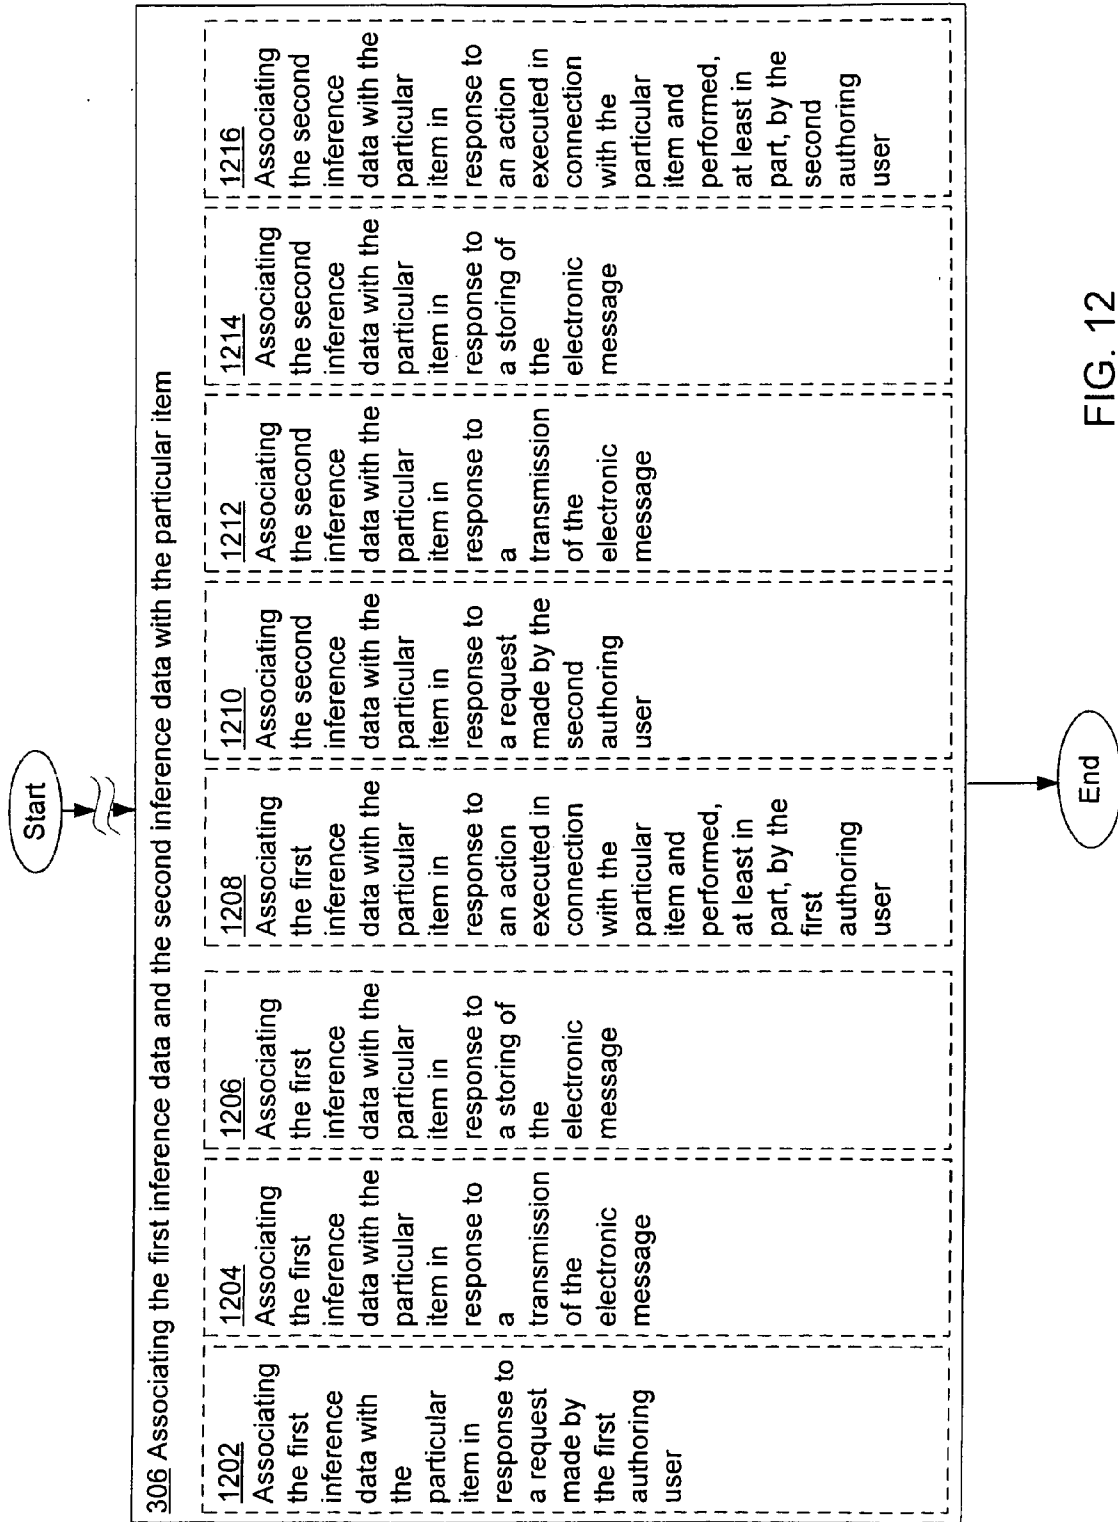 Start
306 Associating the first inference data and the second inference data with the particular item
1202
Associating
the first
inference
data with
the
particular
item in
response to
a request
made by
the first
authoring
user
1204
Associating
the first
inference
data with the
particular
item in
response to
a
transmission
of the
electronic
message
1206
Associating
the first
inference
data with the
particular
item in
response to
a storing of
the
electronic
message
1208
Associating
the first
inference
data with the
particular
item in
response to
an action
executed in
connection
with the
particular
item and
performed,
at least in
part, by the
first
authoring
user
1210
Associating
the second
inference
data with the
particular
item in
response to
a request
made by the
second
authoring
user
1212
Associating
the second
inference
data with the
particular
item in
response to
a
transmission
of the
electronic
message
1214
Associating
the second
inference
data with the
particular
item in
response to
a storing of
the
electronic
message
1216
Associating
the second
inference
data with the
particular
item in
response to
an action
executed in
connection
with the
particular
item and
performed,
at least in
part, by the
second
authoring
user
End
FIG. 12